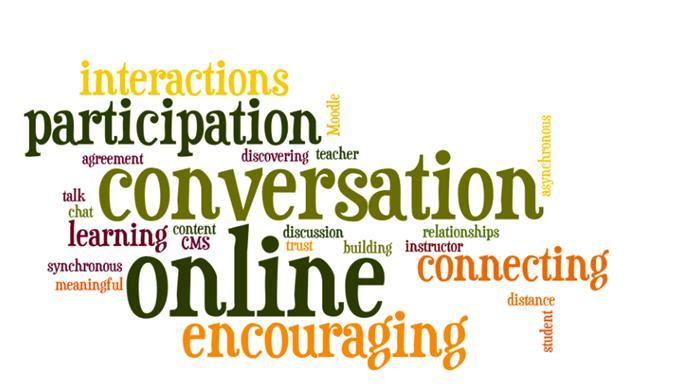 interactions
participation
Moodle
asynchronous
agreement
discovering
teacher
conversation
talk
chat
learning
content
CMS
discussion
trust
building
relationships
instructor
online
connecting
synchronous
meaningful
distance
student
encouraging